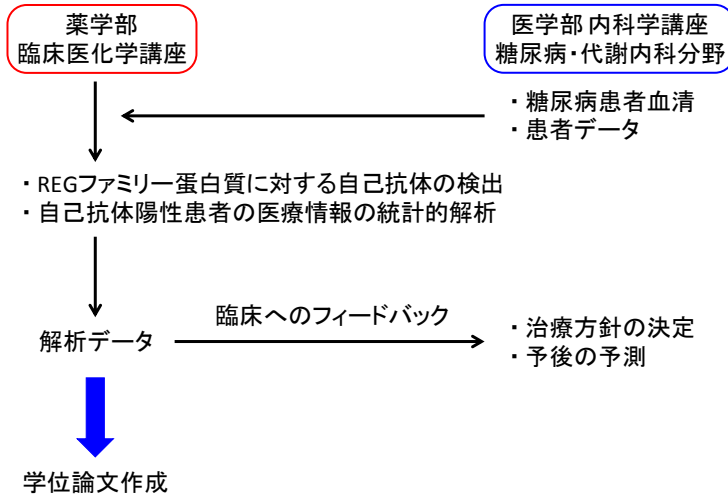 薬学部
臨床医化学講座
医学部 内科学講座
糖尿病・代謝内科分野
・糖尿病患者血清
・患者データ
・REGファミリー蛋白質に対する自己抗体の検出
・自己抗体陽性患者の医療情報の統計的解析
臨床へのフィードバック
解析データ
・治療方針の決定
・予後の予測
学位論文作成